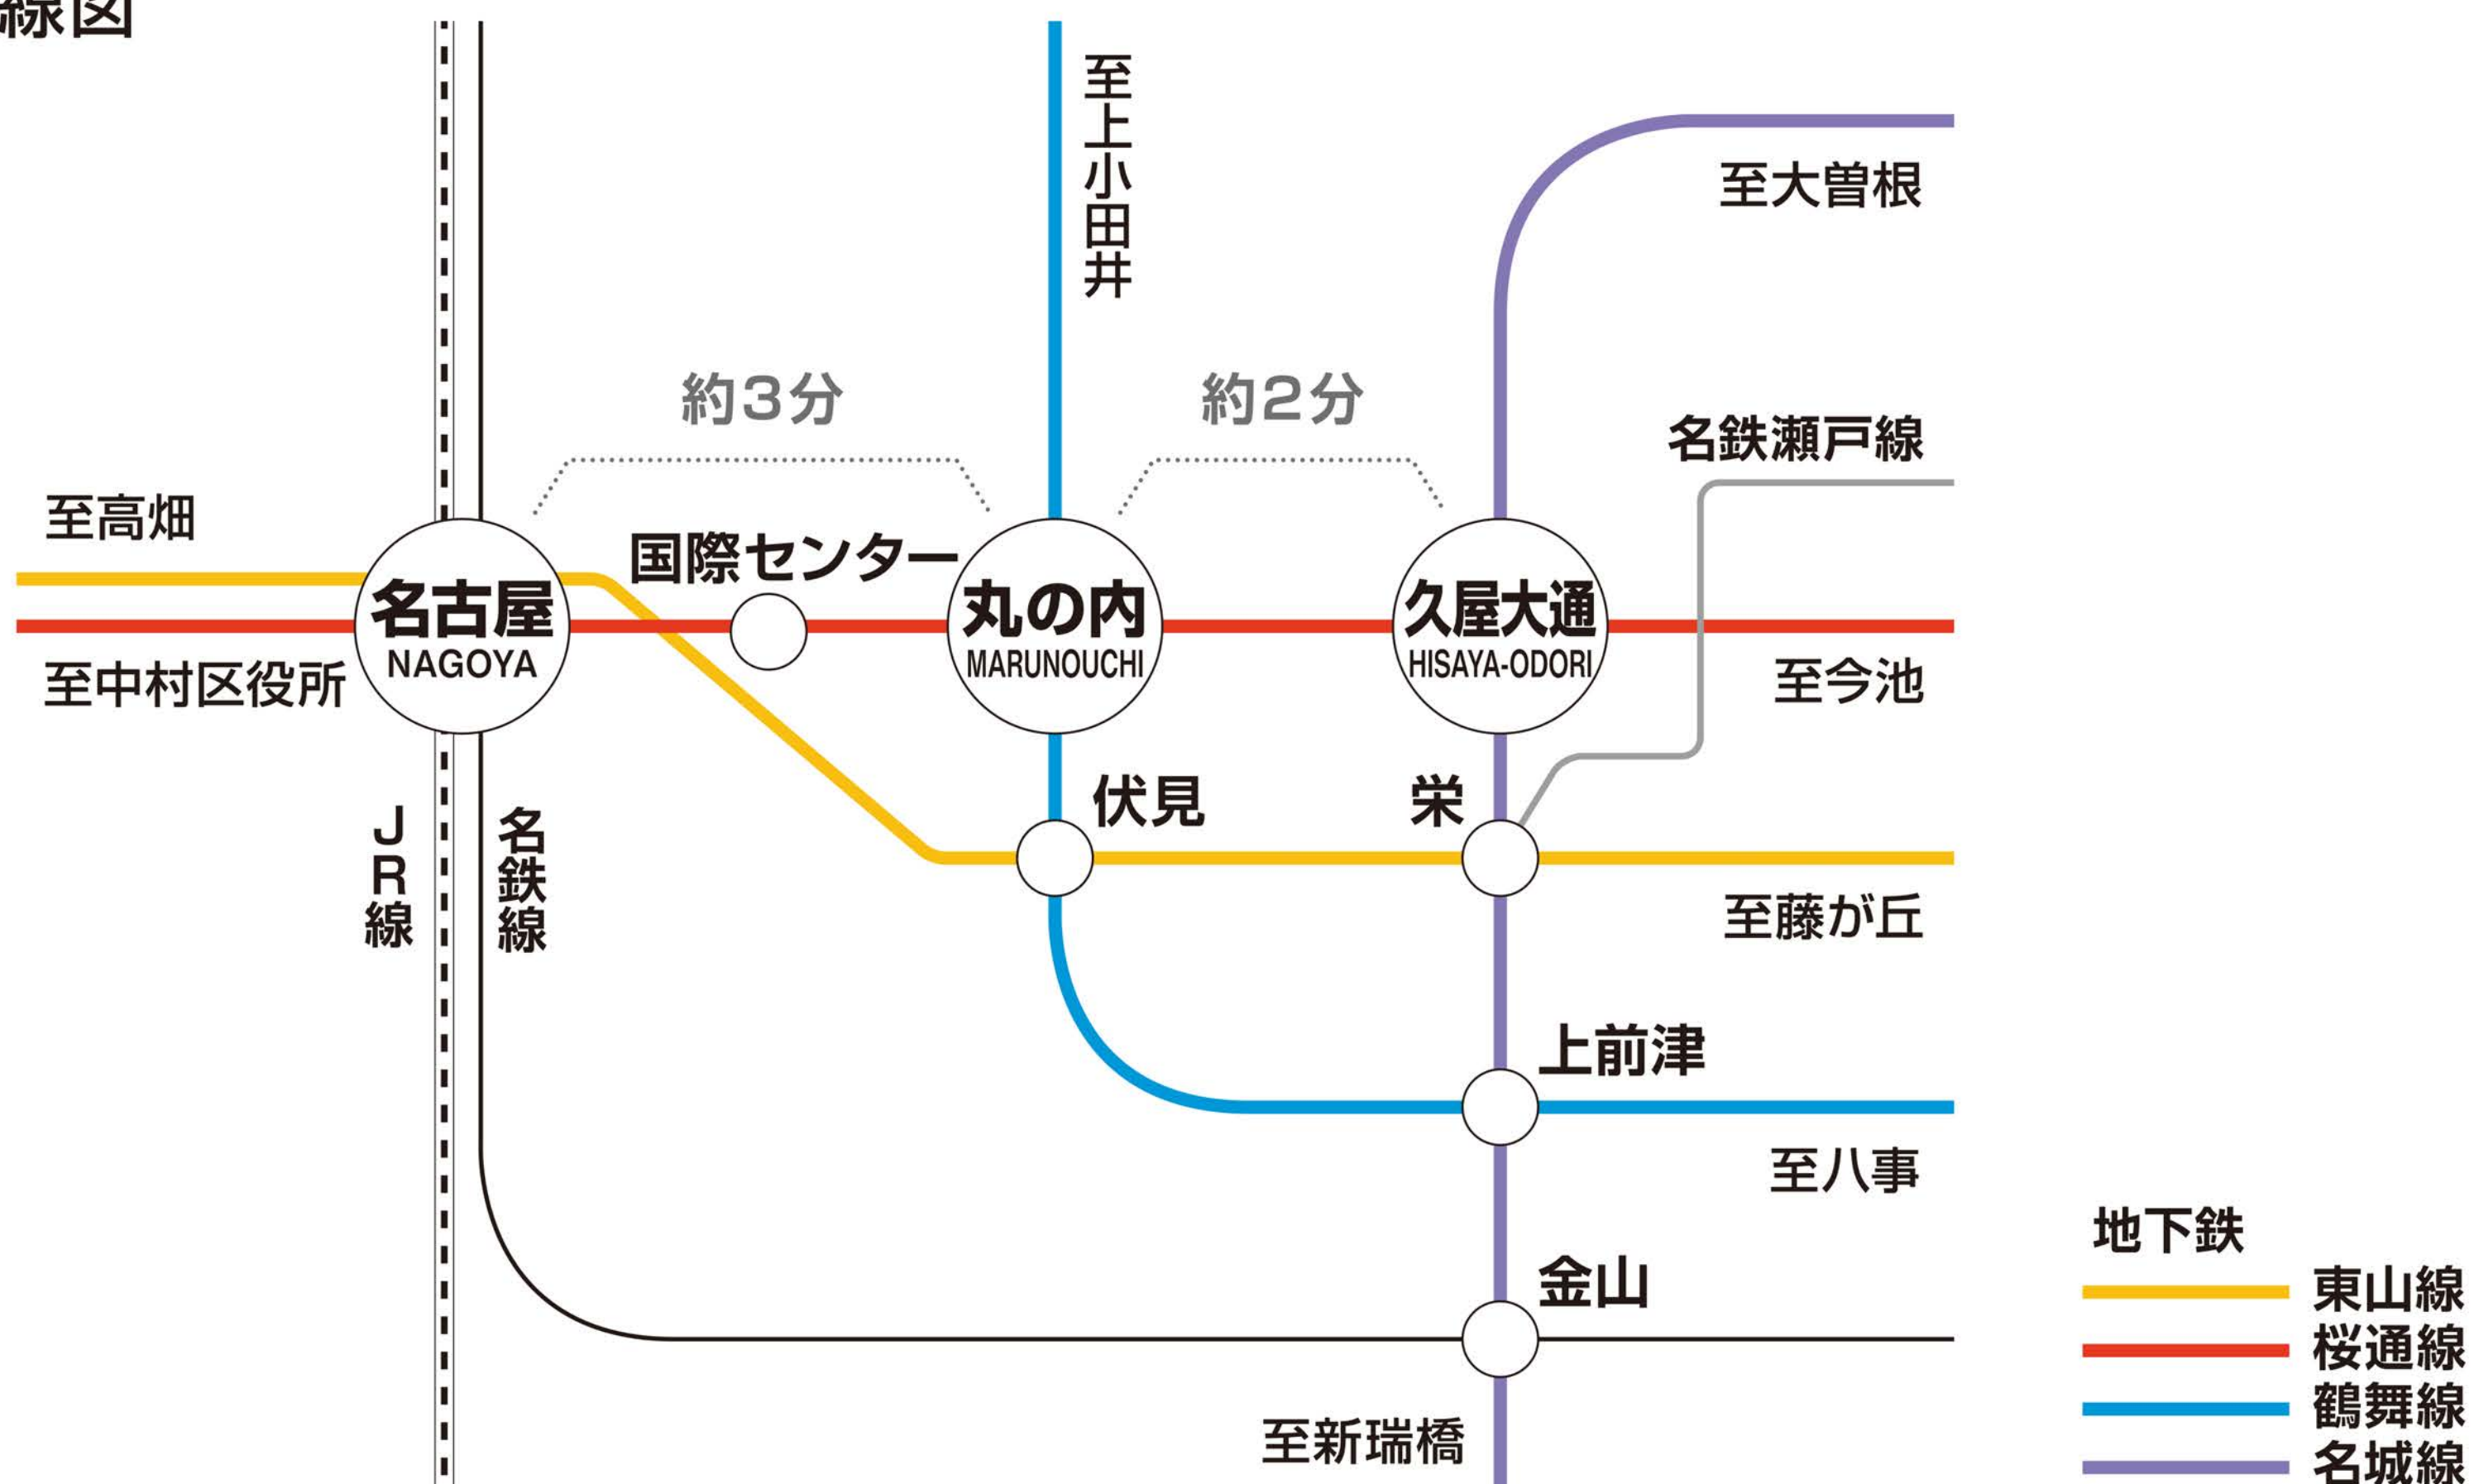 線図
至上小田井
至大曽根
約3分
約2分
名鉄瀬戸線
至高畑
国際センター
名古屋
NAGOYA
丸の内
MARUNOUCHI
久屋大通
HISAYA-ODORI
至中村区役所
至今池
JR線
名鉄線
伏見
栄
至藤が丘
上前津
至八事
金山
至新瑞橋
地下鉄
東山線
桜通線
鶴舞線
名城線